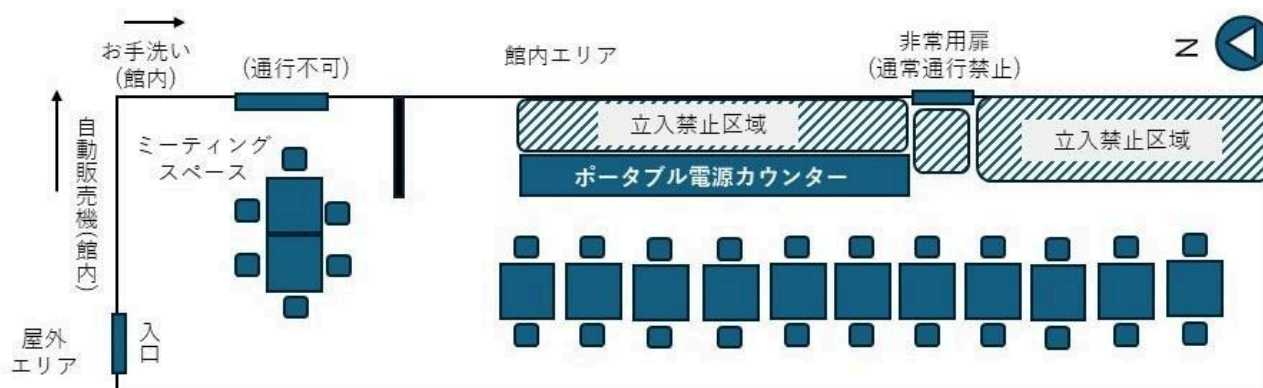 お手洗い
(館内)
(通行不可)
館内エリア
非常用扉
(通常通行禁止)
N
自動販売機(館内)
ミーティング
スペース
立入禁止区域
立入禁止区域
ポータブル電源カウンター
屋外
エリア
入口